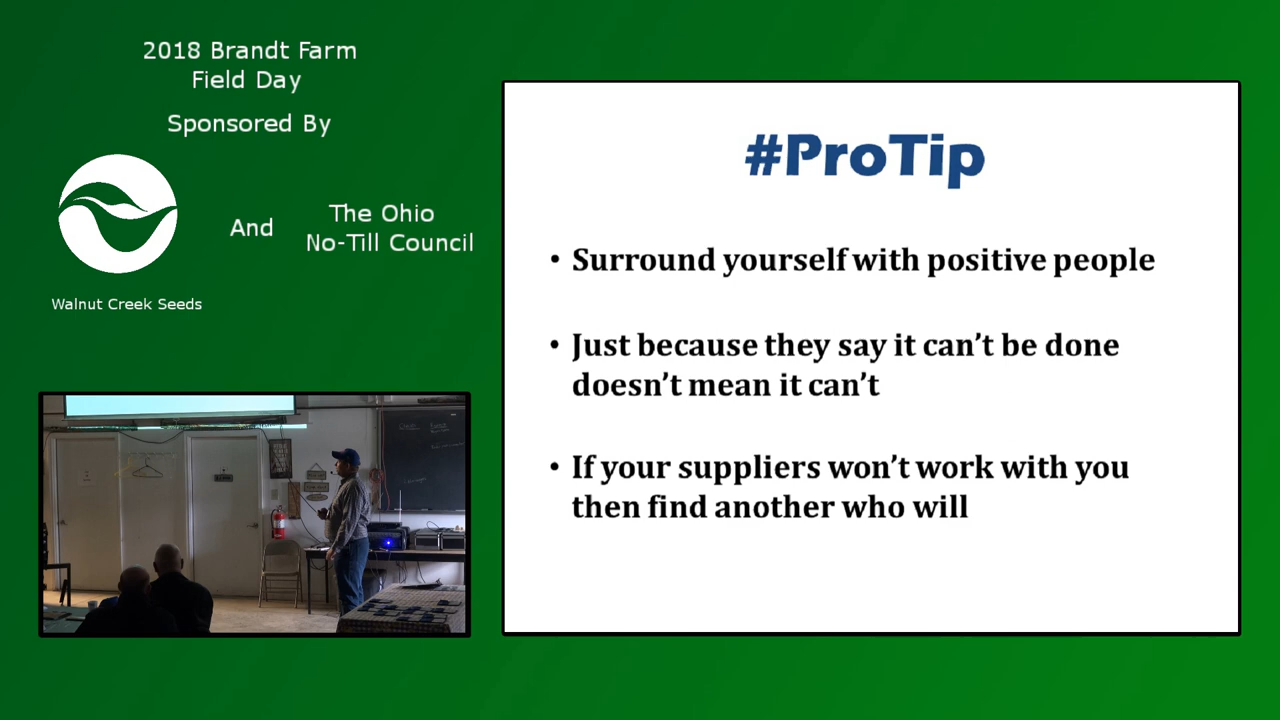 2018 Brandt Farm
Field Day
Sponsored By
And
The Ohio
No-Till Council
Walnut Creek Seeds
#ProTip
• Surround yourself with positive people
• Just because they say it can’t be done
doesn’t mean it can’t
• If your suppliers won’t work with you
then find another who will